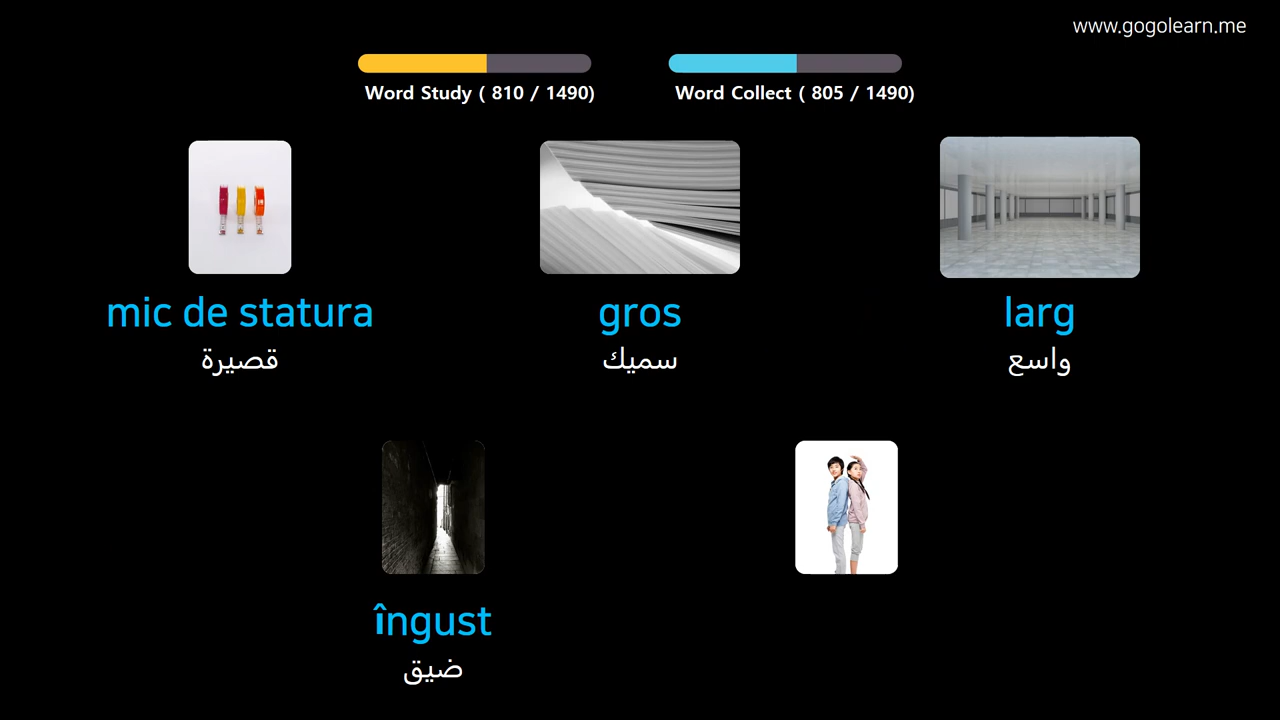 www.gogolearn.me
Word Study ( 810 / 1490)
Word Collect ( 805 / 1490)
mic de statura
قصيرة
gros
سميك
larg
واسع
îngust
ضيق